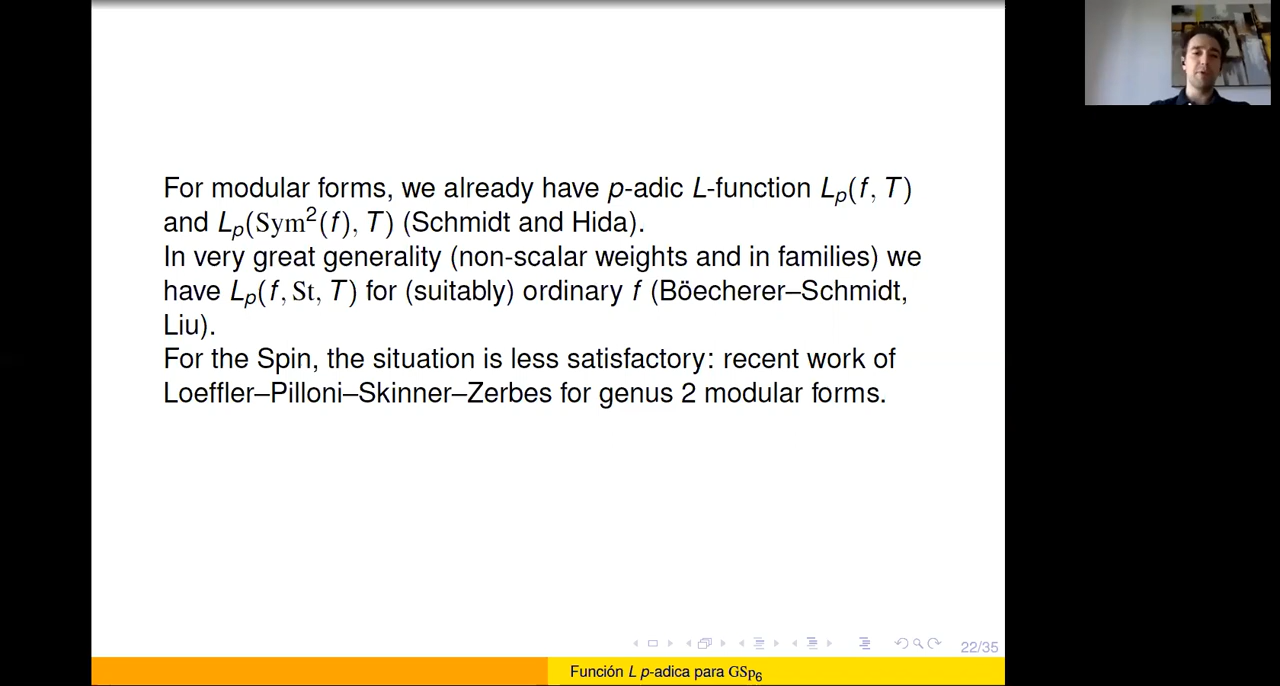 For modular forms, we already have p-adic L-function Lₚ(f, T)
and Lₚ(Sym²(f), T) (Schmidt and Hida).
In very great generality (non-scalar weights and in families) we
have Lₚ(f, St, T) for (suitably) ordinary f (Böecherer–Schmidt,
Liu).
For the Spin, the situation is less satisfactory: recent work of
Loeffler–Pilloni–Skinner–Zerbes for genus 2 modular forms.
22/35
Función L p-adica para GSp₆